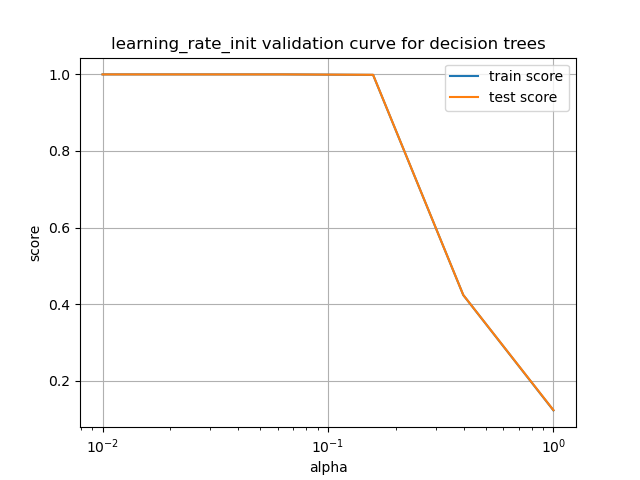 learning_rate_init validation curve for decision trees
train score
test score
score
1.0
0.8
0.6
0.4
0.2
10⁻²
10⁻¹
10⁰
alpha